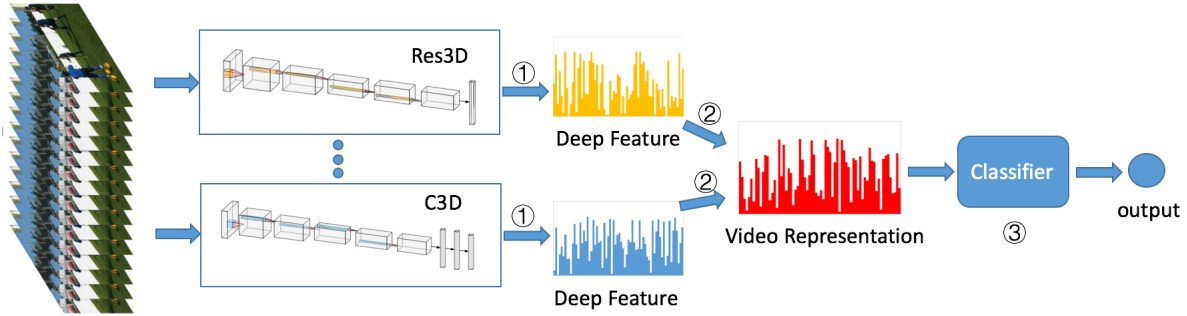 Res3D
①
Deep Feature
②
C3D
①
Deep Feature
②
Video Representation
Classifier
③
output